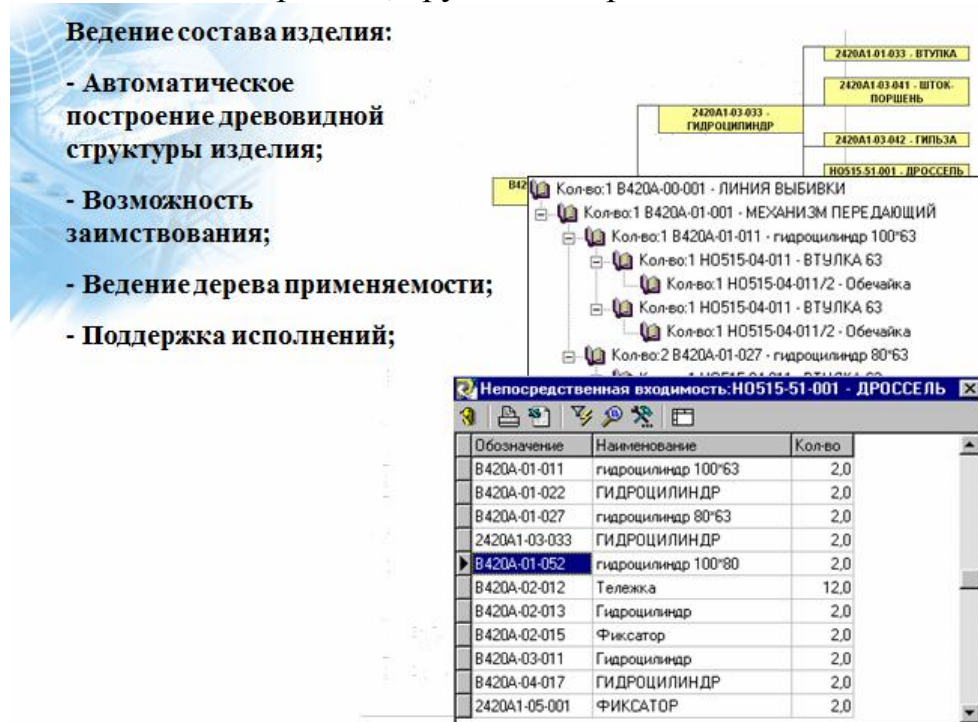 Ведение состава изделия:
- Автоматическое
построение древовидной
структуры изделия;
- Возможность
заимствования;
- Ведение дерева применяемости;
- Поддержка исполнений;
2420А1-01-033 - ВТУЛКА
2420А1-03-041 - ШТОК-
ПОРШЕНЬ
2420А1-03-033 -
ГИДРОЦИЛИНДР
2420А1-03-042 - ГИЛЬЗА
НО515-51-001 - ДРОССЕЛЬ
В42
Кол-во:1 В420А-00-001 - ЛИНИЯ ВЫБИВКИ
Кол-во:1 В420А-01-001 - МЕХАНИЗМ ПЕРЕДАЮЩИЙ
Кол-во:1 В420А-01-011 - гидроцилиндр 100*63
Кол-во:1 НО515-04-011 - ВТУЛКА 63
Кол-во:1 НО515-04-011/2 - Обечайка
Кол-во:1 НО515-04-011 - ВТУЛКА 63
Кол-во:1 НО515-04-011/2 - Обечайка
Кол-во:2 В420А-01-027 - гидроцилиндр 80*63
Непосредственная входимость:НО515-51-001 - ДРОССЕЛЬ
Обозначение Наименование Кол-во
В420А-01-011 гидроцилиндр 100*63 2,0
В420А-01-022 ГИДРОЦИЛИНДР 2,0
В420А-01-027 гидроцилиндр 80*63 2,0
2420А1-03-033 ГИДРОЦИЛИНДР 2,0
В420А-01-052 гидроцилиндр 100*80 2,0
В420А-02-012 Тележка 12,0
В420А-02-013 Гидроцилиндр 2,0
В420А-02-015 Фиксатор 2,0
В420А-03-011 Гидроцилиндр 2,0
В420А-04-017 ГИДРОЦИЛИНДР 2,0
2420А1-05-001 ФИКСАТОР 2,0